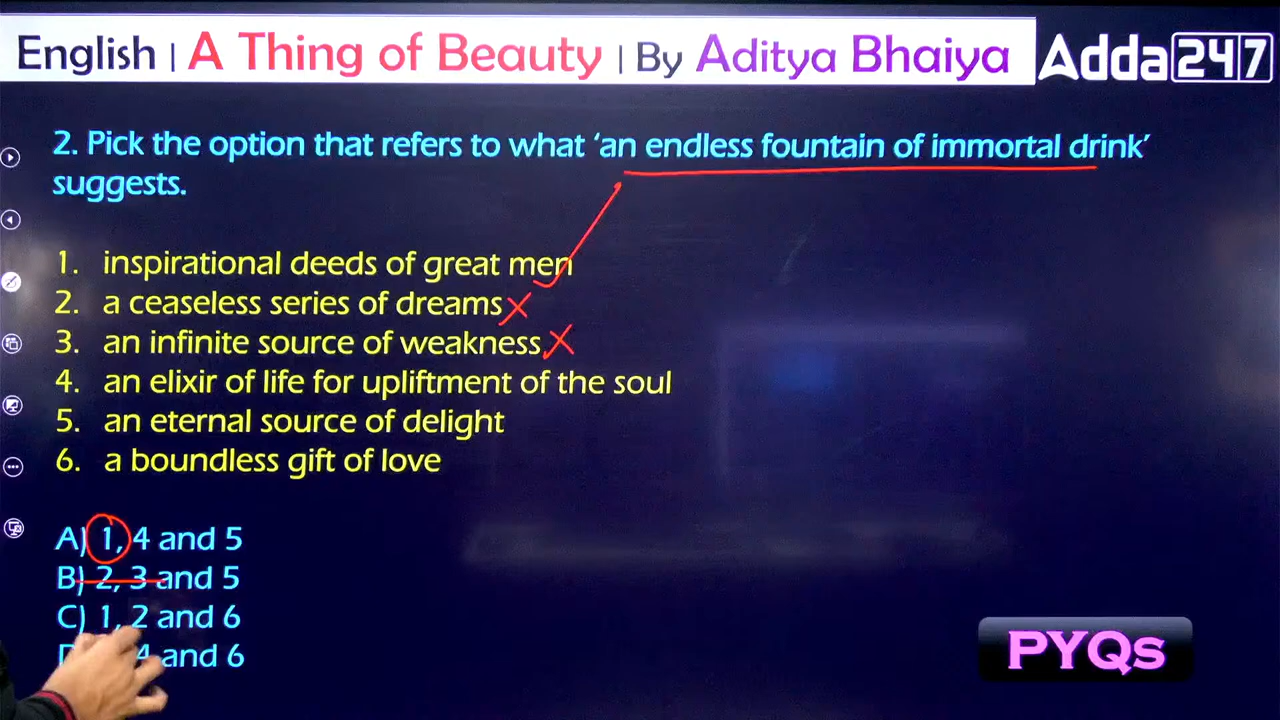 English | A Thing of Beauty | By Aditya Bhaiya Adda247
2. Pick the option that refers to what ‘an endless fountain of immortal drink’
suggests.
1. inspirational deeds of great men
2. a ceaseless series of dreams
3. an infinite source of weakness
4. an elixir of life for upliftment of the soul
5. an eternal source of delight
6. a boundless gift of love
A) 1, 4 and 5
B) 2, 3 and 5
C) 1, 2 and 6
4 and 6
PYQs